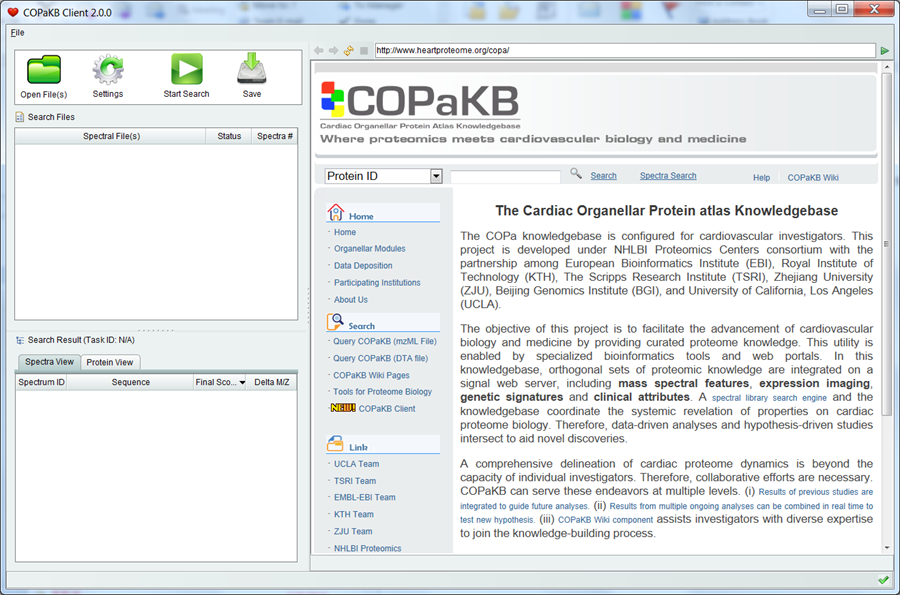 COPaKB Client 2.0.0
File
Open File(s)
Settings
Start Search
Save
Search Files
Spectral File(s)
Status
Spectra #
Search Result (Task ID: N/A)
Spectra View
Protein View
Spectrum ID
Sequence
Final Sco...
Delta M/Z
http://www.heartproteome.org/copa/
COPaKB
Cardiac Organellar Protein Atlas Knowledgebase
Where proteomics meets cardiovascular biology and medicine
Protein ID
Search
Spectra Search
Help
COPaKB Wiki
Home
- Home
- Organellar Modules
- Data Deposition
- Participating Institutions
- About Us
Search
- Query COPaKB (mzML File)
- Query COPaKB (DTA file)
- COPaKB Wiki Pages
- Tools for Proteome Biology
- NEW! COPaKB Client
Link
- UCLA Team
- TSRI Team
- EMBL-EBI Team
- KTH Team
- ZJU Team
- NHLBI Proteomics
The Cardiac Organellar Protein atlas Knowledgebase
The COPa knowledgebase is configured for cardiovascular investigators. This
project is developed under NHLBI Proteomics Centers consortium with the
partnership among European Bioinformatics Institute (EBI), Royal Institute of
Technology (KTH), The Scripps Research Institute (TSRI), Zhejiang University
(ZJU), Beijing Genomics Institute (BGI), and University of California, Los Angeles
(UCLA).
The objective of this project is to facilitate the advancement of cardiovascular
biology and medicine by providing curated proteome knowledge. This utility is
enabled by specialized bioinformatics tools and web portals. In this
knowledgebase, orthogonal sets of proteomic knowledge are integrated on a
signal web server, including mass spectral features, expression imaging,
genetic signatures and clinical attributes. A spectral library search engine and the
knowledgebase coordinate the systemic revelation of properties on cardiac
proteome biology. Therefore, data-driven analyses and hypothesis-driven studies
intersect to aid novel discoveries.
A comprehensive delineation of cardiac proteome dynamics is beyond the
capacity of individual investigators. Therefore, collaborative efforts are necessary.
COPaKB can serve these endeavors at multiple levels. (i) Results of previous studies are
integrated to guide future analyses. (ii) Results from multiple ongoing analyses can be combined in real time to
test new hypothesis. (iii) COPaKB Wiki component assists investigators with diverse expertise
to join the knowledge-building process.